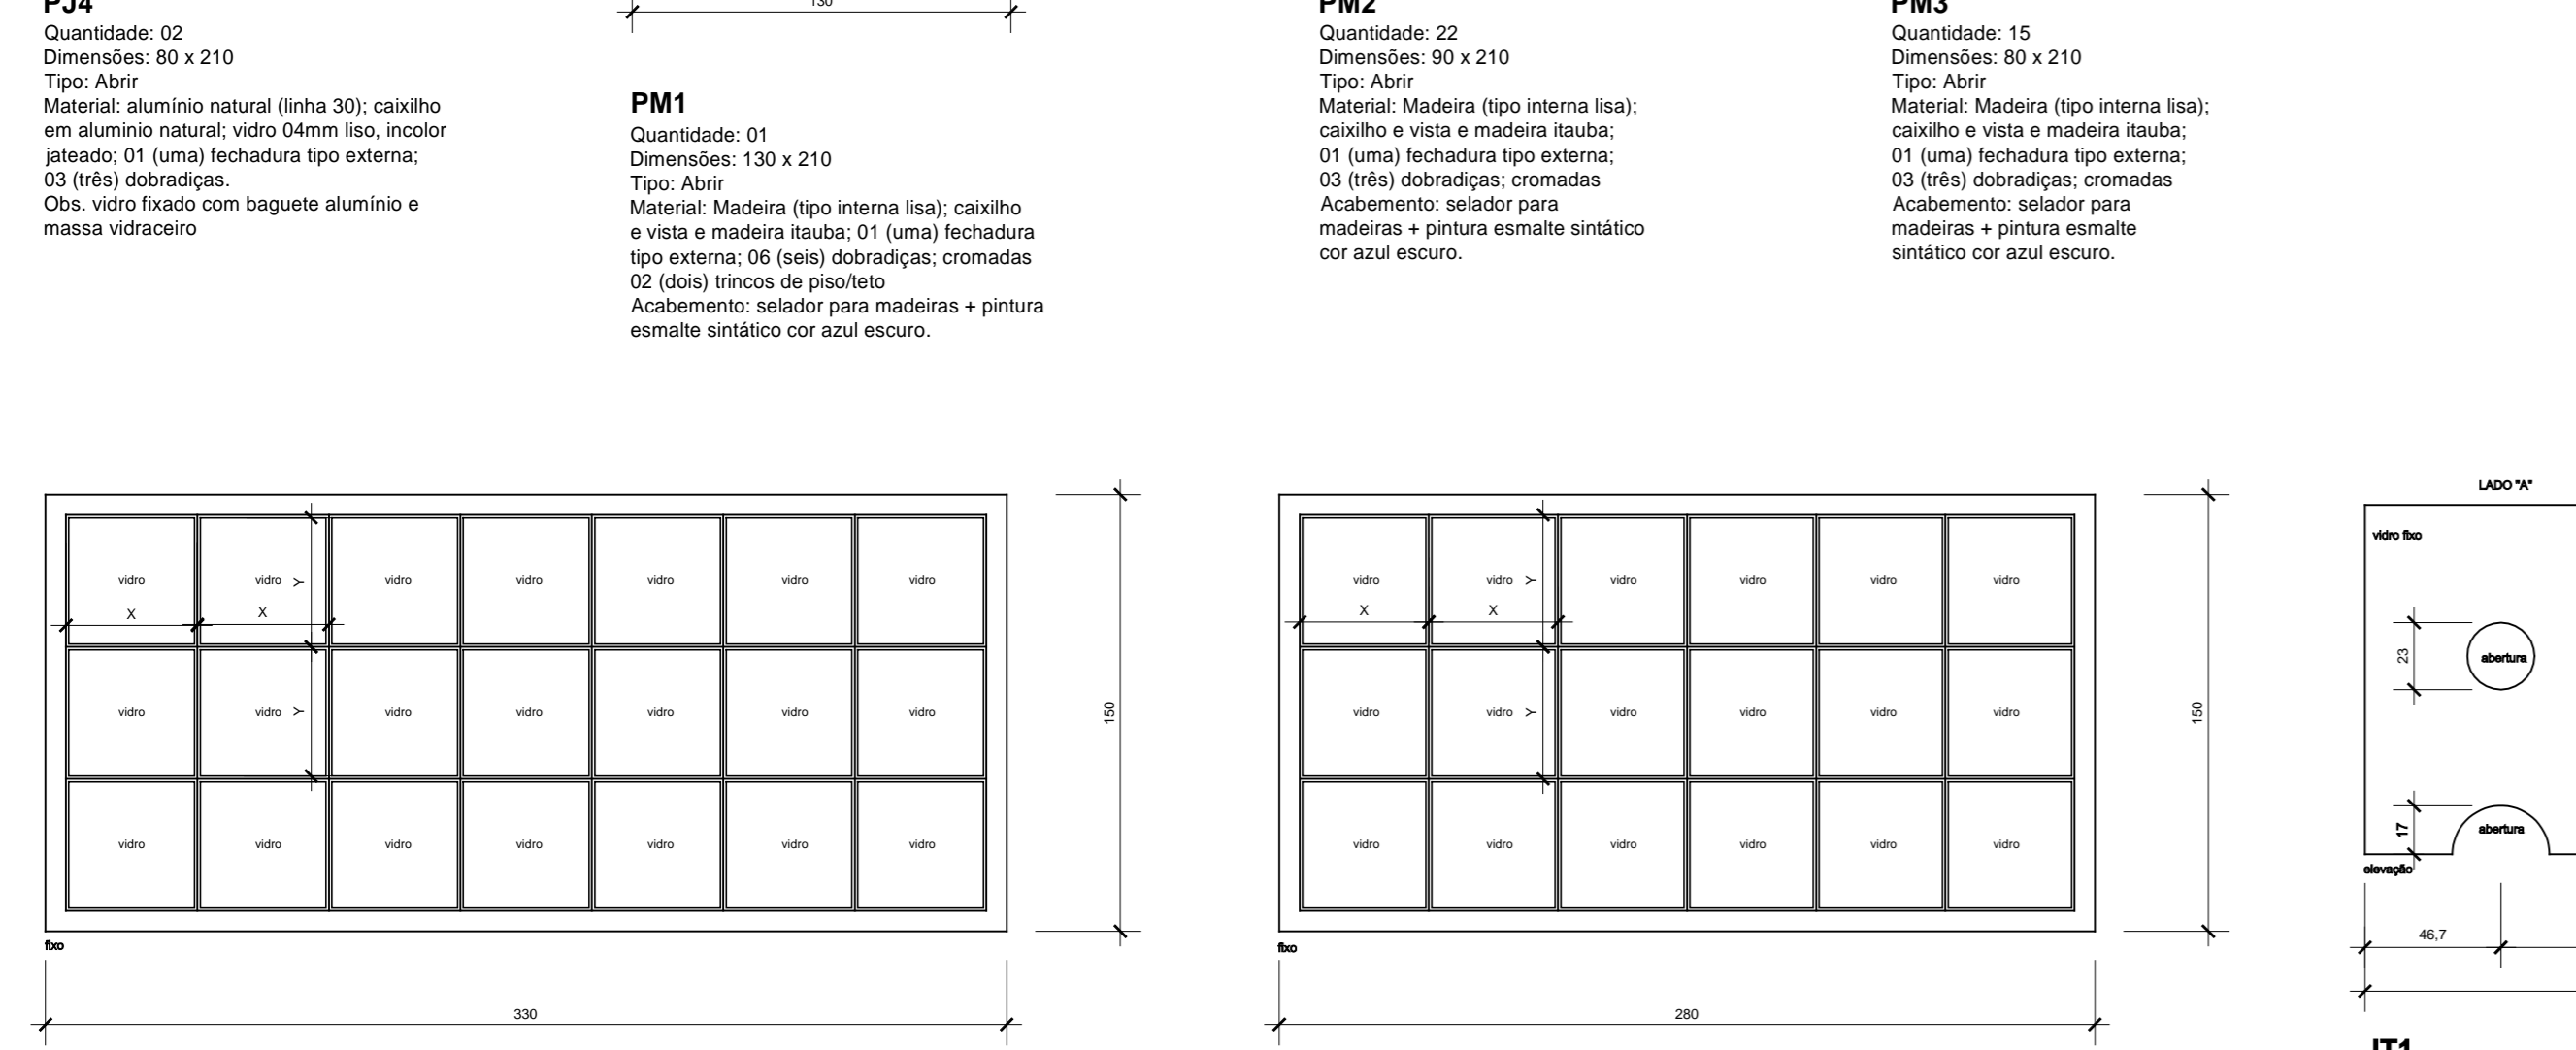 PJ4
Quantidade: 02
Dimensões: 80 x 210
Tipo: Abrir
Material: alumínio natural (linha 30); caixilho
em aluminio natural; vidro 04mm liso, incolor
jateado; 01 (uma) fechadura tipo externa;
03 (três) dobradiças.
Obs. vidro fixado com baguete alumínio e
massa vidraceiro
130
PM1
Quantidade: 01
Dimensões: 130 x 210
Tipo: Abrir
Material: Madeira (tipo interna lisa); caixilho
e vista e madeira itauba; 01 (uma) fechadura
tipo externa; 06 (seis) dobradiças; cromadas
02 (dois) trincos de piso/teto
Acabemento: selador para madeiras + pintura
esmalte sintático cor azul escuro.
PM2
Quantidade: 22
Dimensões: 90 x 210
Tipo: Abrir
Material: Madeira (tipo interna lisa);
caixilho e vista e madeira itauba;
01 (uma) fechadura tipo externa;
03 (três) dobradiças; cromadas
Acabemento: selador para
madeiras + pintura esmalte sintático
cor azul escuro.
PM3
Quantidade: 15
Dimensões: 80 x 210
Tipo: Abrir
Material: Madeira (tipo interna lisa);
caixilho e vista e madeira itauba;
01 (uma) fechadura tipo externa;
03 (três) dobradiças; cromadas
Acabemento: selador para
madeiras + pintura esmalte
sintático cor azul escuro.
vidro vidro Y vidro vidro vidro vidro vidro
X X
vidro vidro Y vidro vidro vidro vidro vidro
150
vidro vidro vidro vidro vidro vidro vidro
fixo
330
vidro vidro Y vidro vidro vidro vidro
X X
vidro vidro Y vidro vidro vidro vidro
150
vidro vidro vidro vidro vidro vidro
fixo
280
LADO "A"
vidro fixo
23
abertura
17
abertura
elevação
46,7
JT1